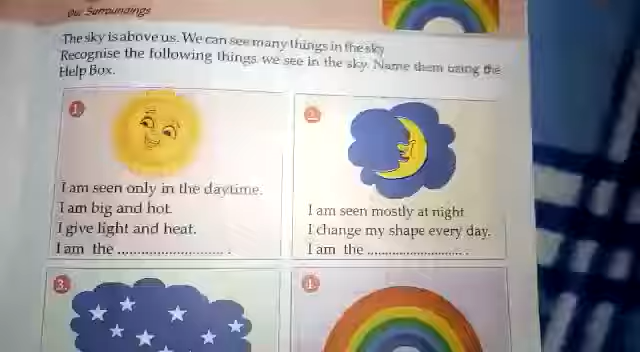 Our Surroundings
The sky is above us. We can see many things in the sky
Recognise the following things we see in the sky. Name them using the
Help Box.
1.
I am seen only in the daytime.
I am big and hot.
I give light and heat.
I am the ............................ .
2.
I am seen mostly at night
I change my shape every day.
I am the .......................... .
3.
4.